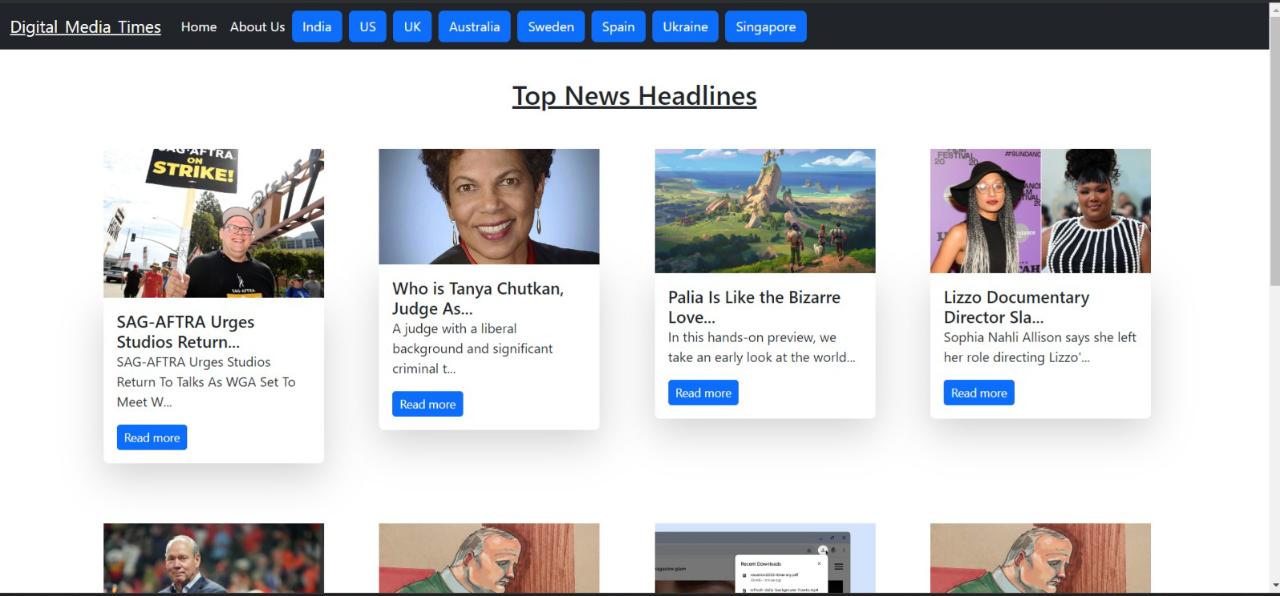 Digital Media Times Home About Us India US UK Australia Sweden Spain Ukraine Singapore
Top News Headlines
SAG-AFTRA
ON
STRIKE!
SAG-AFTRA Urges
Studios Return...
SAG-AFTRA Urges Studios
Return To Talks As WGA Set To
Meet W...
Read more
Who is Tanya Chutkan,
Judge As...
A judge with a liberal
background and significant
criminal t...
Read more
Palia Is Like the Bizarre
Love...
In this hands-on preview, we
take an early look at the world...
Read more
FESTIVAL
20 20
#SUNDANC
Lizzo Documentary
Director Sla...
Sophia Nahli Allison says she left
her role directing Lizzo'...
Read more
Recent Downloads